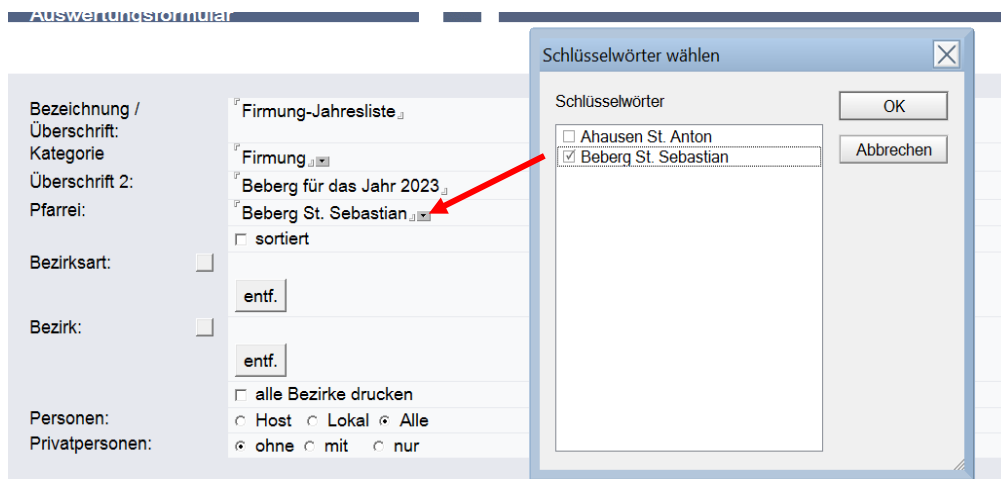 Auswertungsformular
Bezeichnung /
Überschrift:
Firmung-Jahresliste
Kategorie
Firmung
Überschrift 2:
Beberg für das Jahr 2023
Pfarrei:
Beberg St. Sebastian
sortiert
Bezirksart:
entf.
Bezirk:
entf.
alle Bezirke drucken
Personen:
Host Lokal Alle
Privatpersonen:
ohne mit nur
Schlüsselwörter wählen
Schlüsselwörter
Ahausen St. Anton
Beberg St. Sebastian
OK
Abbrechen